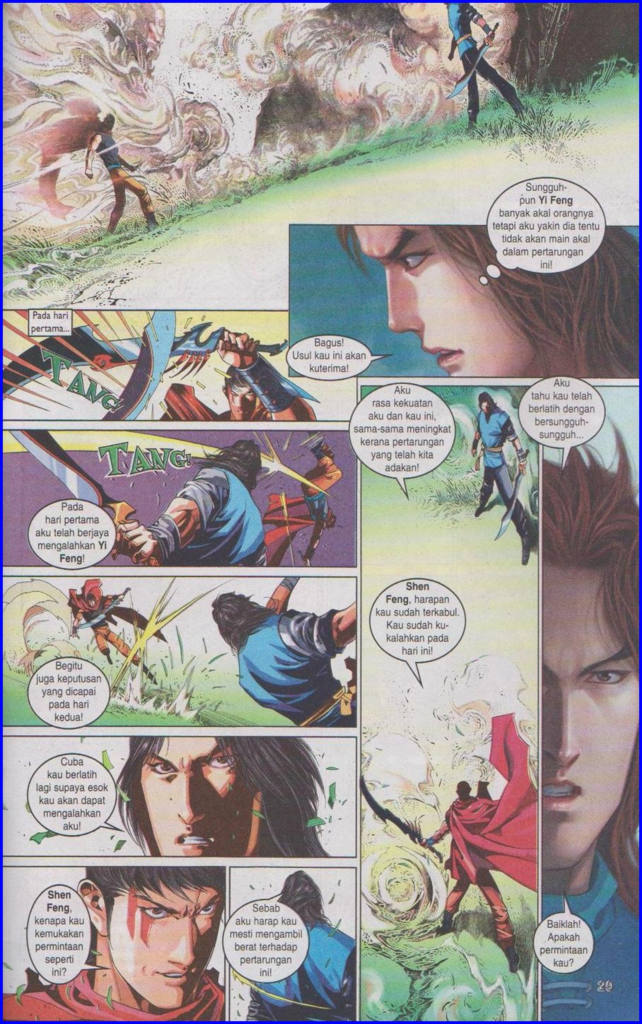 Sungguh-
pun Yi Feng
banyak akal orangnya
tetapi aku yakin dia tentu
tidak akan main akal
dalam pertarungan
ini!
Bagus!
Usul kau ini akan
kuterima!
Pada hari
pertama...
TANG!
TANG!
Pada
hari pertama
aku telah berjaya
mengalahkan Yi
Feng!
Begitu
juga keputusan
yang dicapai
pada hari
kedua!
Cuba
kau berlatih
lagi supaya esok
kau akan dapat
mengalahkan
aku!
Shen
Feng,
kenapa kau
kemukakan
permintaan
seperti
ini?
Sebab
aku harap kau
mesti mengambil
berat terhadap
pertarungan
ini!
Aku
rasa kekuatan
aku dan kau ini,
sama-sama meningkat
kerana pertarungan
yang telah kita
adakan!
Aku
tahu kau telah
berlatih dengan
bersungguh-
sungguh...
Shen
Feng, harapan
kau sudah terkabul.
Kau sudah ku-
kalahkan pada
hari ini!
Baiklah!
Apakah
permintaan
kau?
29